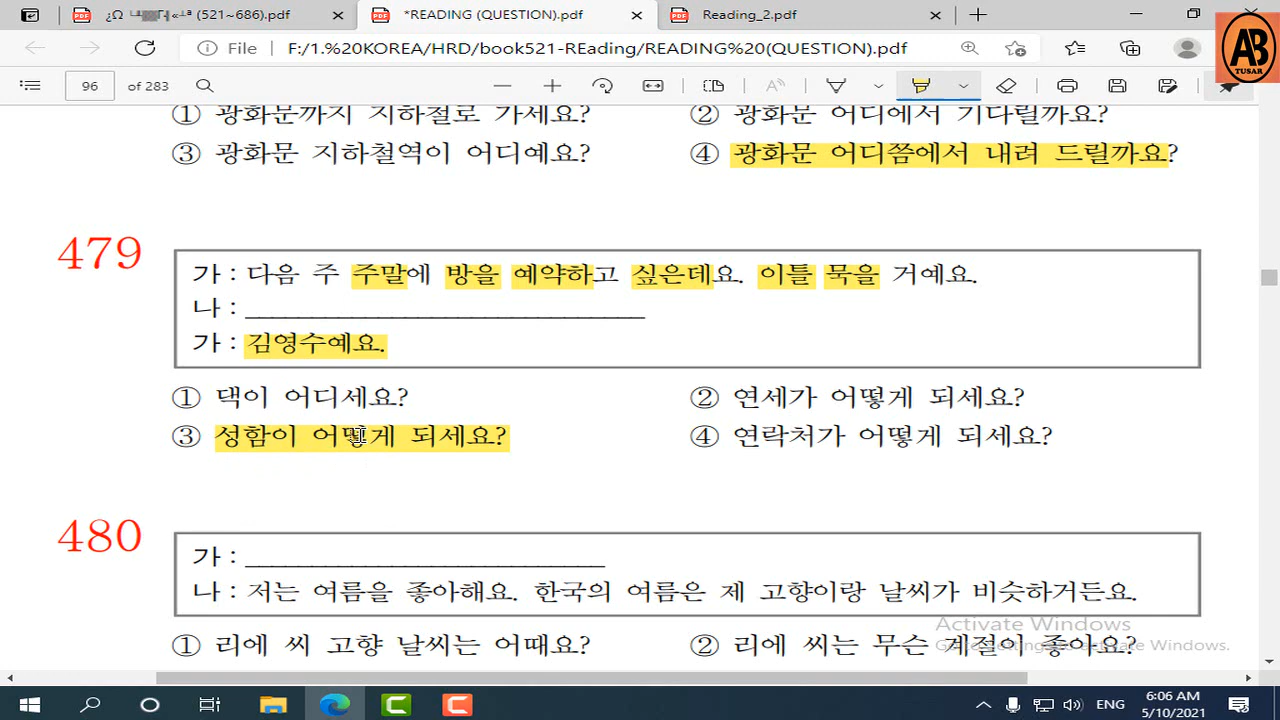 (521~686).pdf
*READING (QUESTION).pdf
Reading_2.pdf
File F:/1.%20KOREA/HRD/book521-REading/READING%20(QUESTION).pdf
AB
TUSAR
96 of 283
① 광화문까지 지하철로 가세요? ② 광화문 어디에서 기다릴까요?
③ 광화문 지하철역이 어디예요? ④ 광화문 어디쯤에서 내려 드릴까요?
479
가 : 다음 주 주말에 방을 예약하고 싶은데요. 이틀 묵을 거예요.
나 : ______________________________
가 : 김영수예요.
① 댁이 어디세요? ② 연세가 어떻게 되세요?
③ 성함이 어떻게 되세요? ④ 연락처가 어떻게 되세요?
480
가 : ___________________________
나 : 저는 여름을 좋아해요. 한국의 여름은 제 고향이랑 날씨가 비슷하거든요.
Activate Windows
Go to Settings to activate Windows.
① 리에 씨 고향 날씨는 어때요? ② 리에 씨는 무슨 계절이 좋아요?
ENG
6:06 AM
5/10/2021